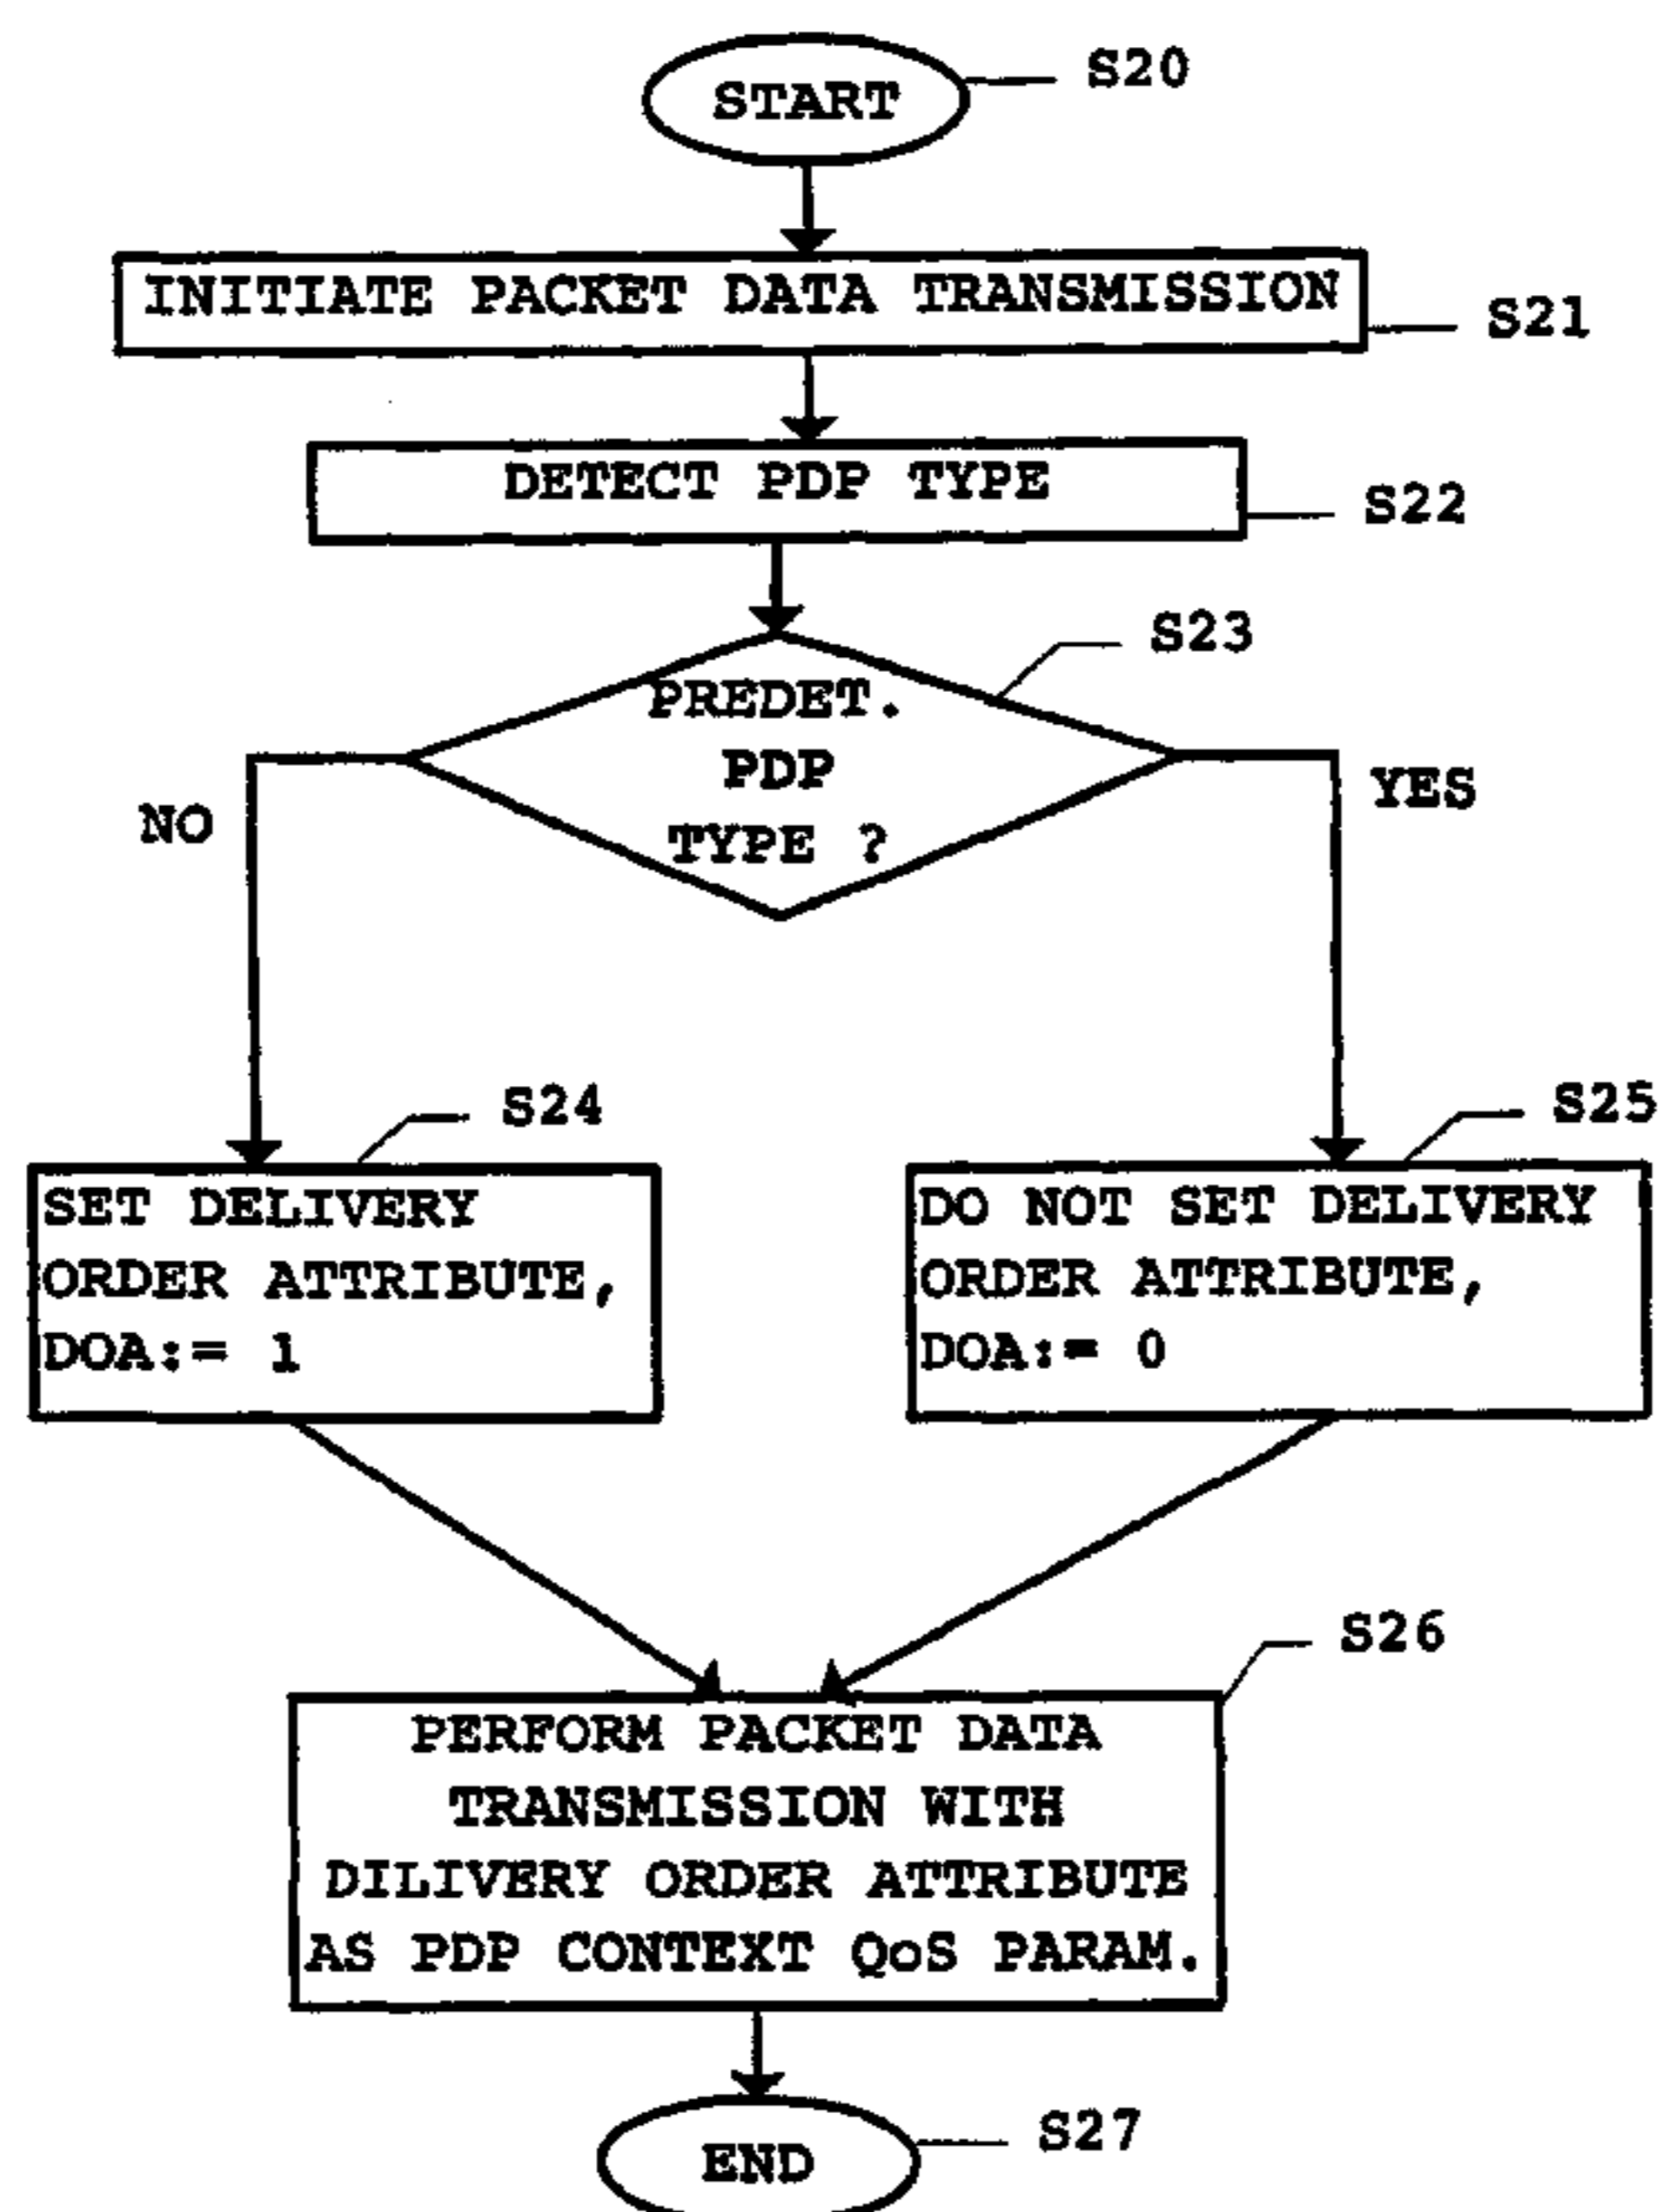 START
S20
INITIATE PACKET DATA TRANSMISSION
S21
DETECT PDP TYPE
S22
S23
PREDET.
PDP
TYPE ?
NO
YES
S24
SET DELIVERY
ORDER ATTRIBUTE,
DOA:= 1
S25
DO NOT SET DELIVERY
ORDER ATTRIBUTE,
DOA:= 0
S26
PERFORM PACKET DATA
TRANSMISSION WITH
DILIVERY ORDER ATTRIBUTE
AS PDP CONTEXT QoS PARAM.
END
S27